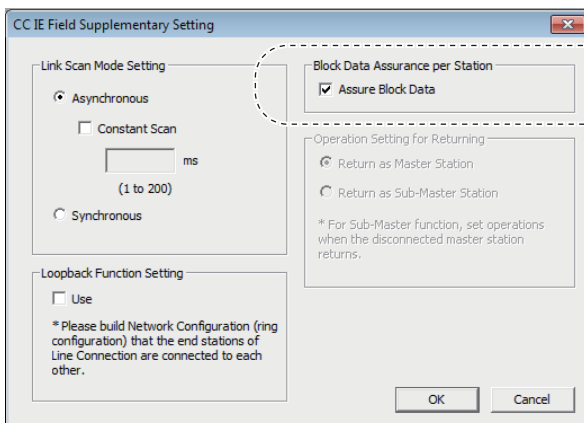 CC IE Field Supplementary Setting
Link Scan Mode Setting
Asynchronous
Constant Scan
ms
(1 to 200)
Synchronous
Loopback Function Setting
Use
* Please build Network Configuration (ring
configuration) that the end stations of
Line Connection are connected to each
other.
Block Data Assurance per Station
Assure Block Data
Operation Setting for Returning
Return as Master Station
Return as Sub-Master Station
* For Sub-Master function, set operations
when the disconnected master station
returns.
OK
Cancel